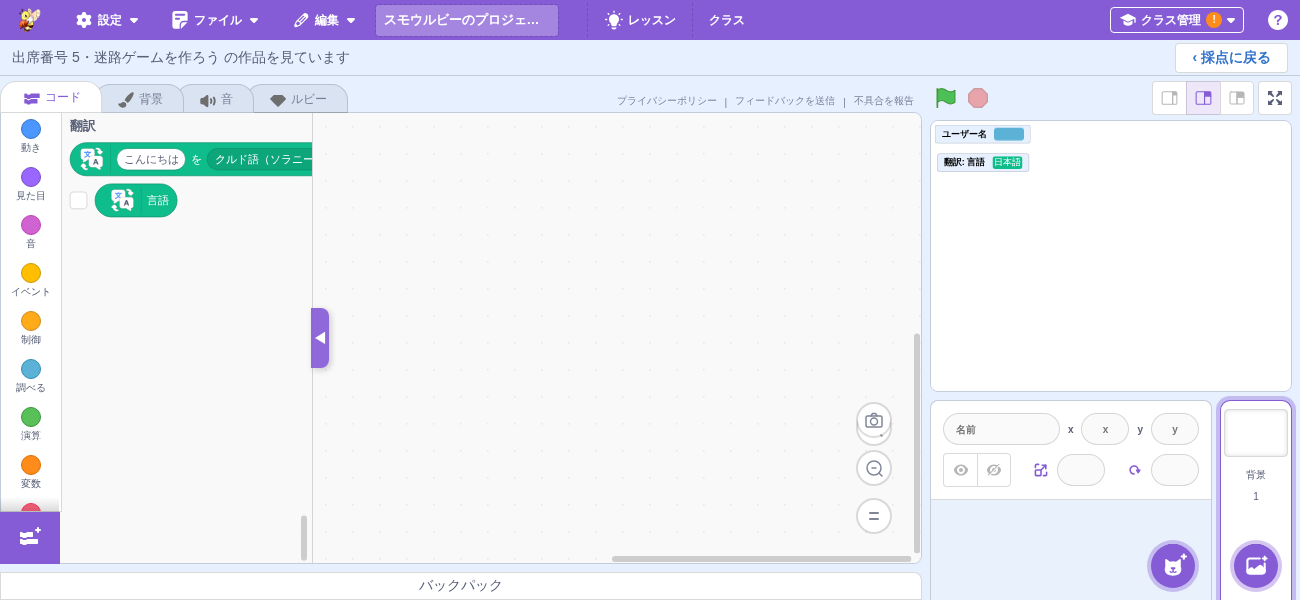 設定
ファイル
編集
スモウルビーのプロジェ…
レッスン
クラス
クラス管理 !
?
出席番号 5・迷路ゲームを作ろう の作品を見ています
‹ 採点に戻る
コード
背景
音
ルビー
プライバシーポリシー | フィードバックを送信 | 不具合を報告
動き
見た目
音
イベント
制御
調べる
演算
変数
翻訳
文 A こんにちは を クルド語（ソラニー
文 A 言語
ユーザー名
翻訳: 言語 日本語
名前
x x
y y
背景
1
バックパック